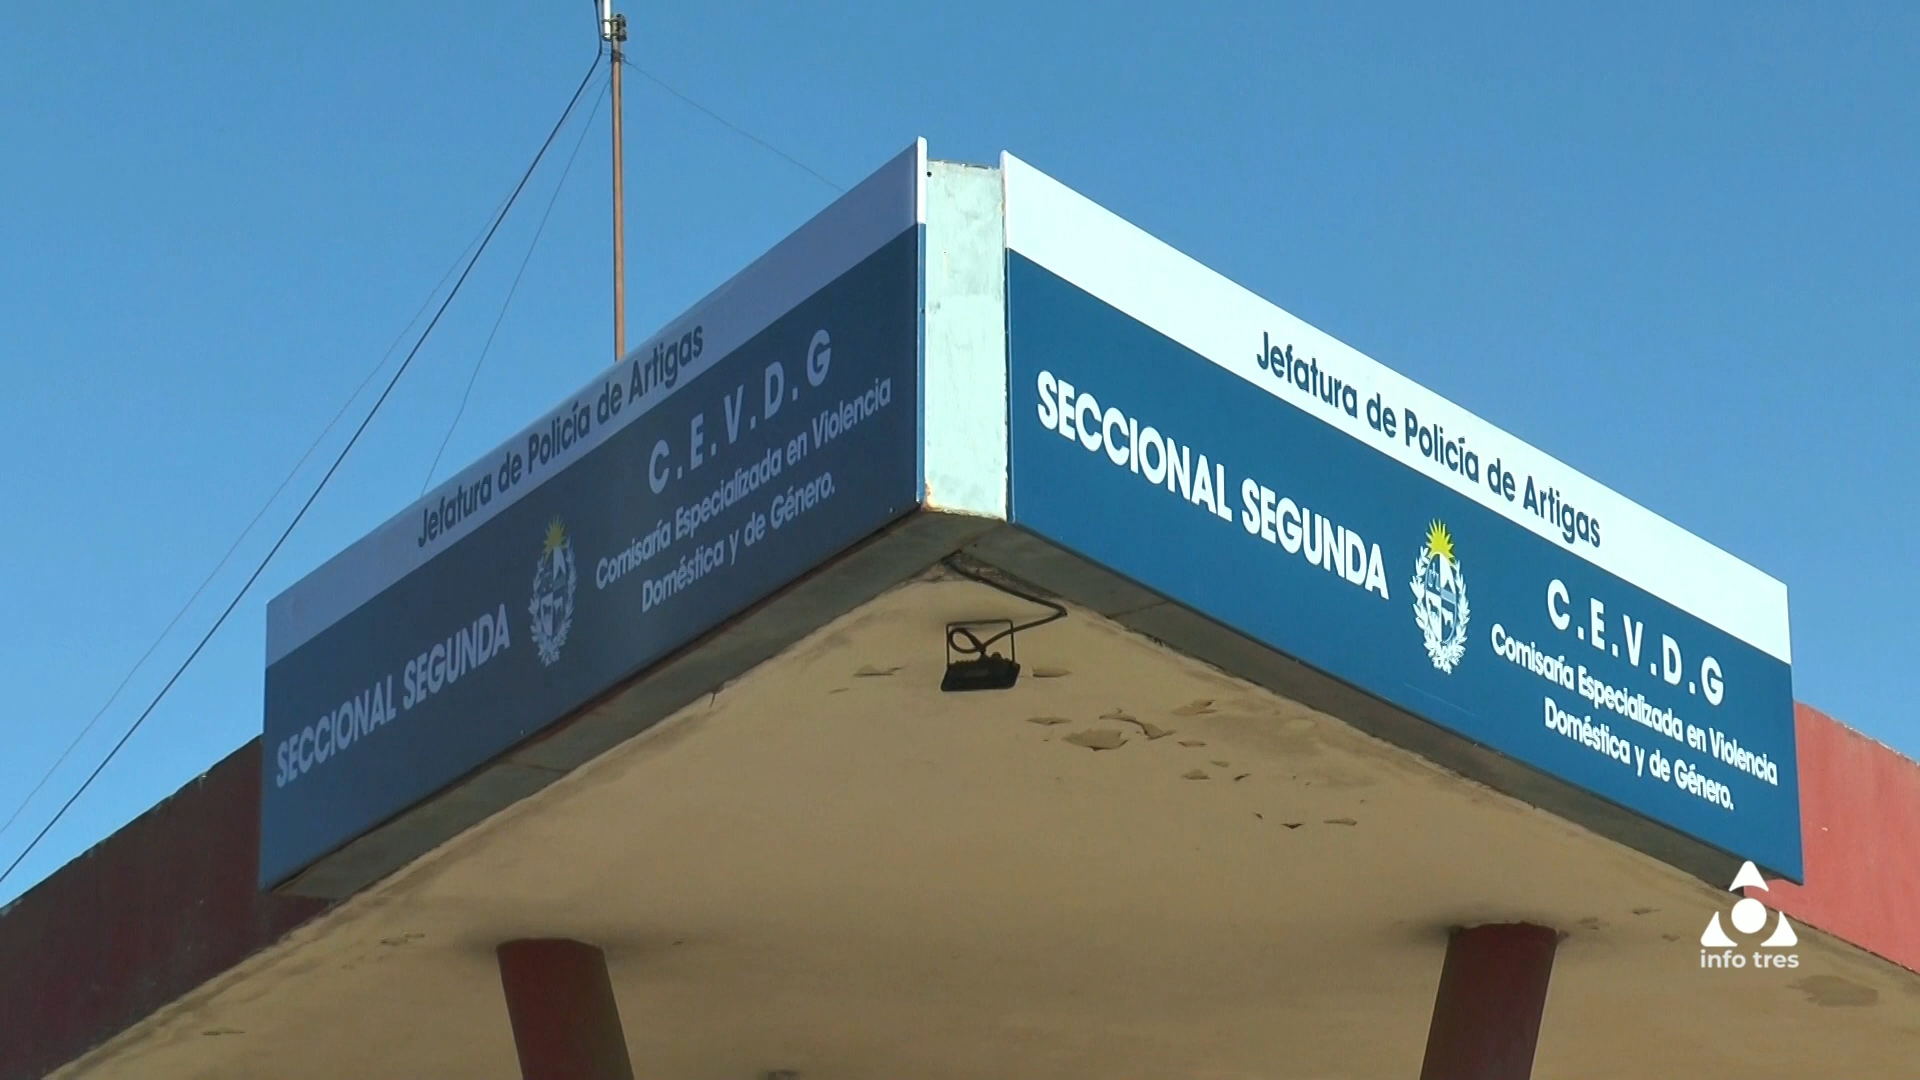 Jefatura de Policía de Artigas
SECCIONAL SEGUNDA
C.E.V.D.G
Comisaría Especializada en Violencia
Doméstica y de Género.
Jefatura de Policía de Artigas
SECCIONAL SEGUNDA
C.E.V.D.G
Comisaría Especializada en Violencia
Doméstica y de Género.
info tres